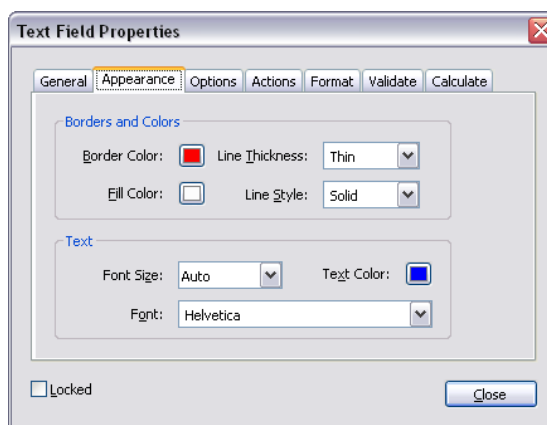 Text Field Properties
General Appearance Options Actions Format Validate Calculate
Borders and Colors
Border Color: Line Thickness: Thin
Fill Color: Line Style: Solid
Text
Font Size: Auto Text Color:
Font: Helvetica
Locked
Close